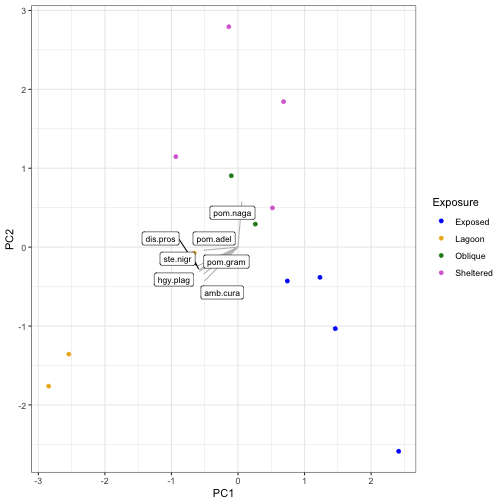 3
2
1
0
-1
-2
PC2
-3
-2
-1
0
1
2
PC1
pom.naga
dis.pros
pom.adel
ste.nigr
pom.gram
hgy.plag
amb.cura
Exposure
Exposed
Lagoon
Oblique
Sheltered